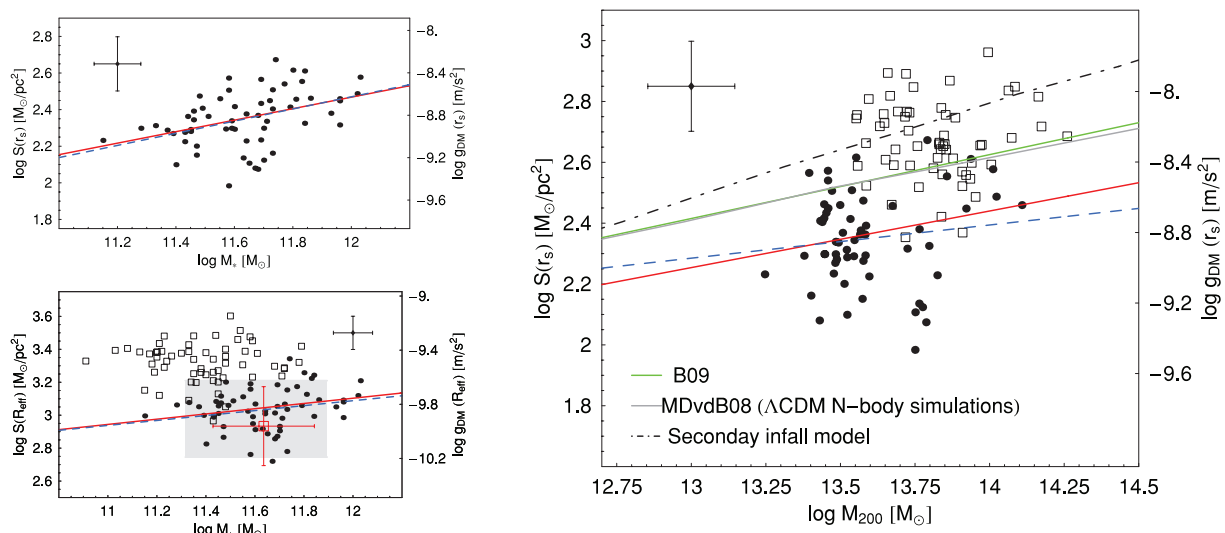 2.8
2.6
2.4
2.2
2
1.8
log S(rs) [M⊙/pc²]
-8.
-8.4
-8.8
-9.2
-9.6
log gDM (rs) [m/s²]
11.2 11.4 11.6 11.8 12
log M* [M⊙]
3.6
3.4
3.2
3
2.8
2.6
log S(Reff) [M⊙/pc²]
-9.
-9.4
-9.8
-10.2
log gDM (Reff) [m/s²]
11 11.2 11.4 11.6 11.8 12
log M* [M⊙]
3
2.8
2.6
2.4
2.2
2
1.8
log S(rs) [M⊙/pc²]
-8.
-8.4
-8.8
-9.2
-9.6
log gDM (rs) [m/s²]
B09
MDvdB08 (ΛCDM N-body simulations)
Seconday infall model
12.75 13 13.25 13.5 13.75 14 14.25 14.5
log M200 [M⊙]